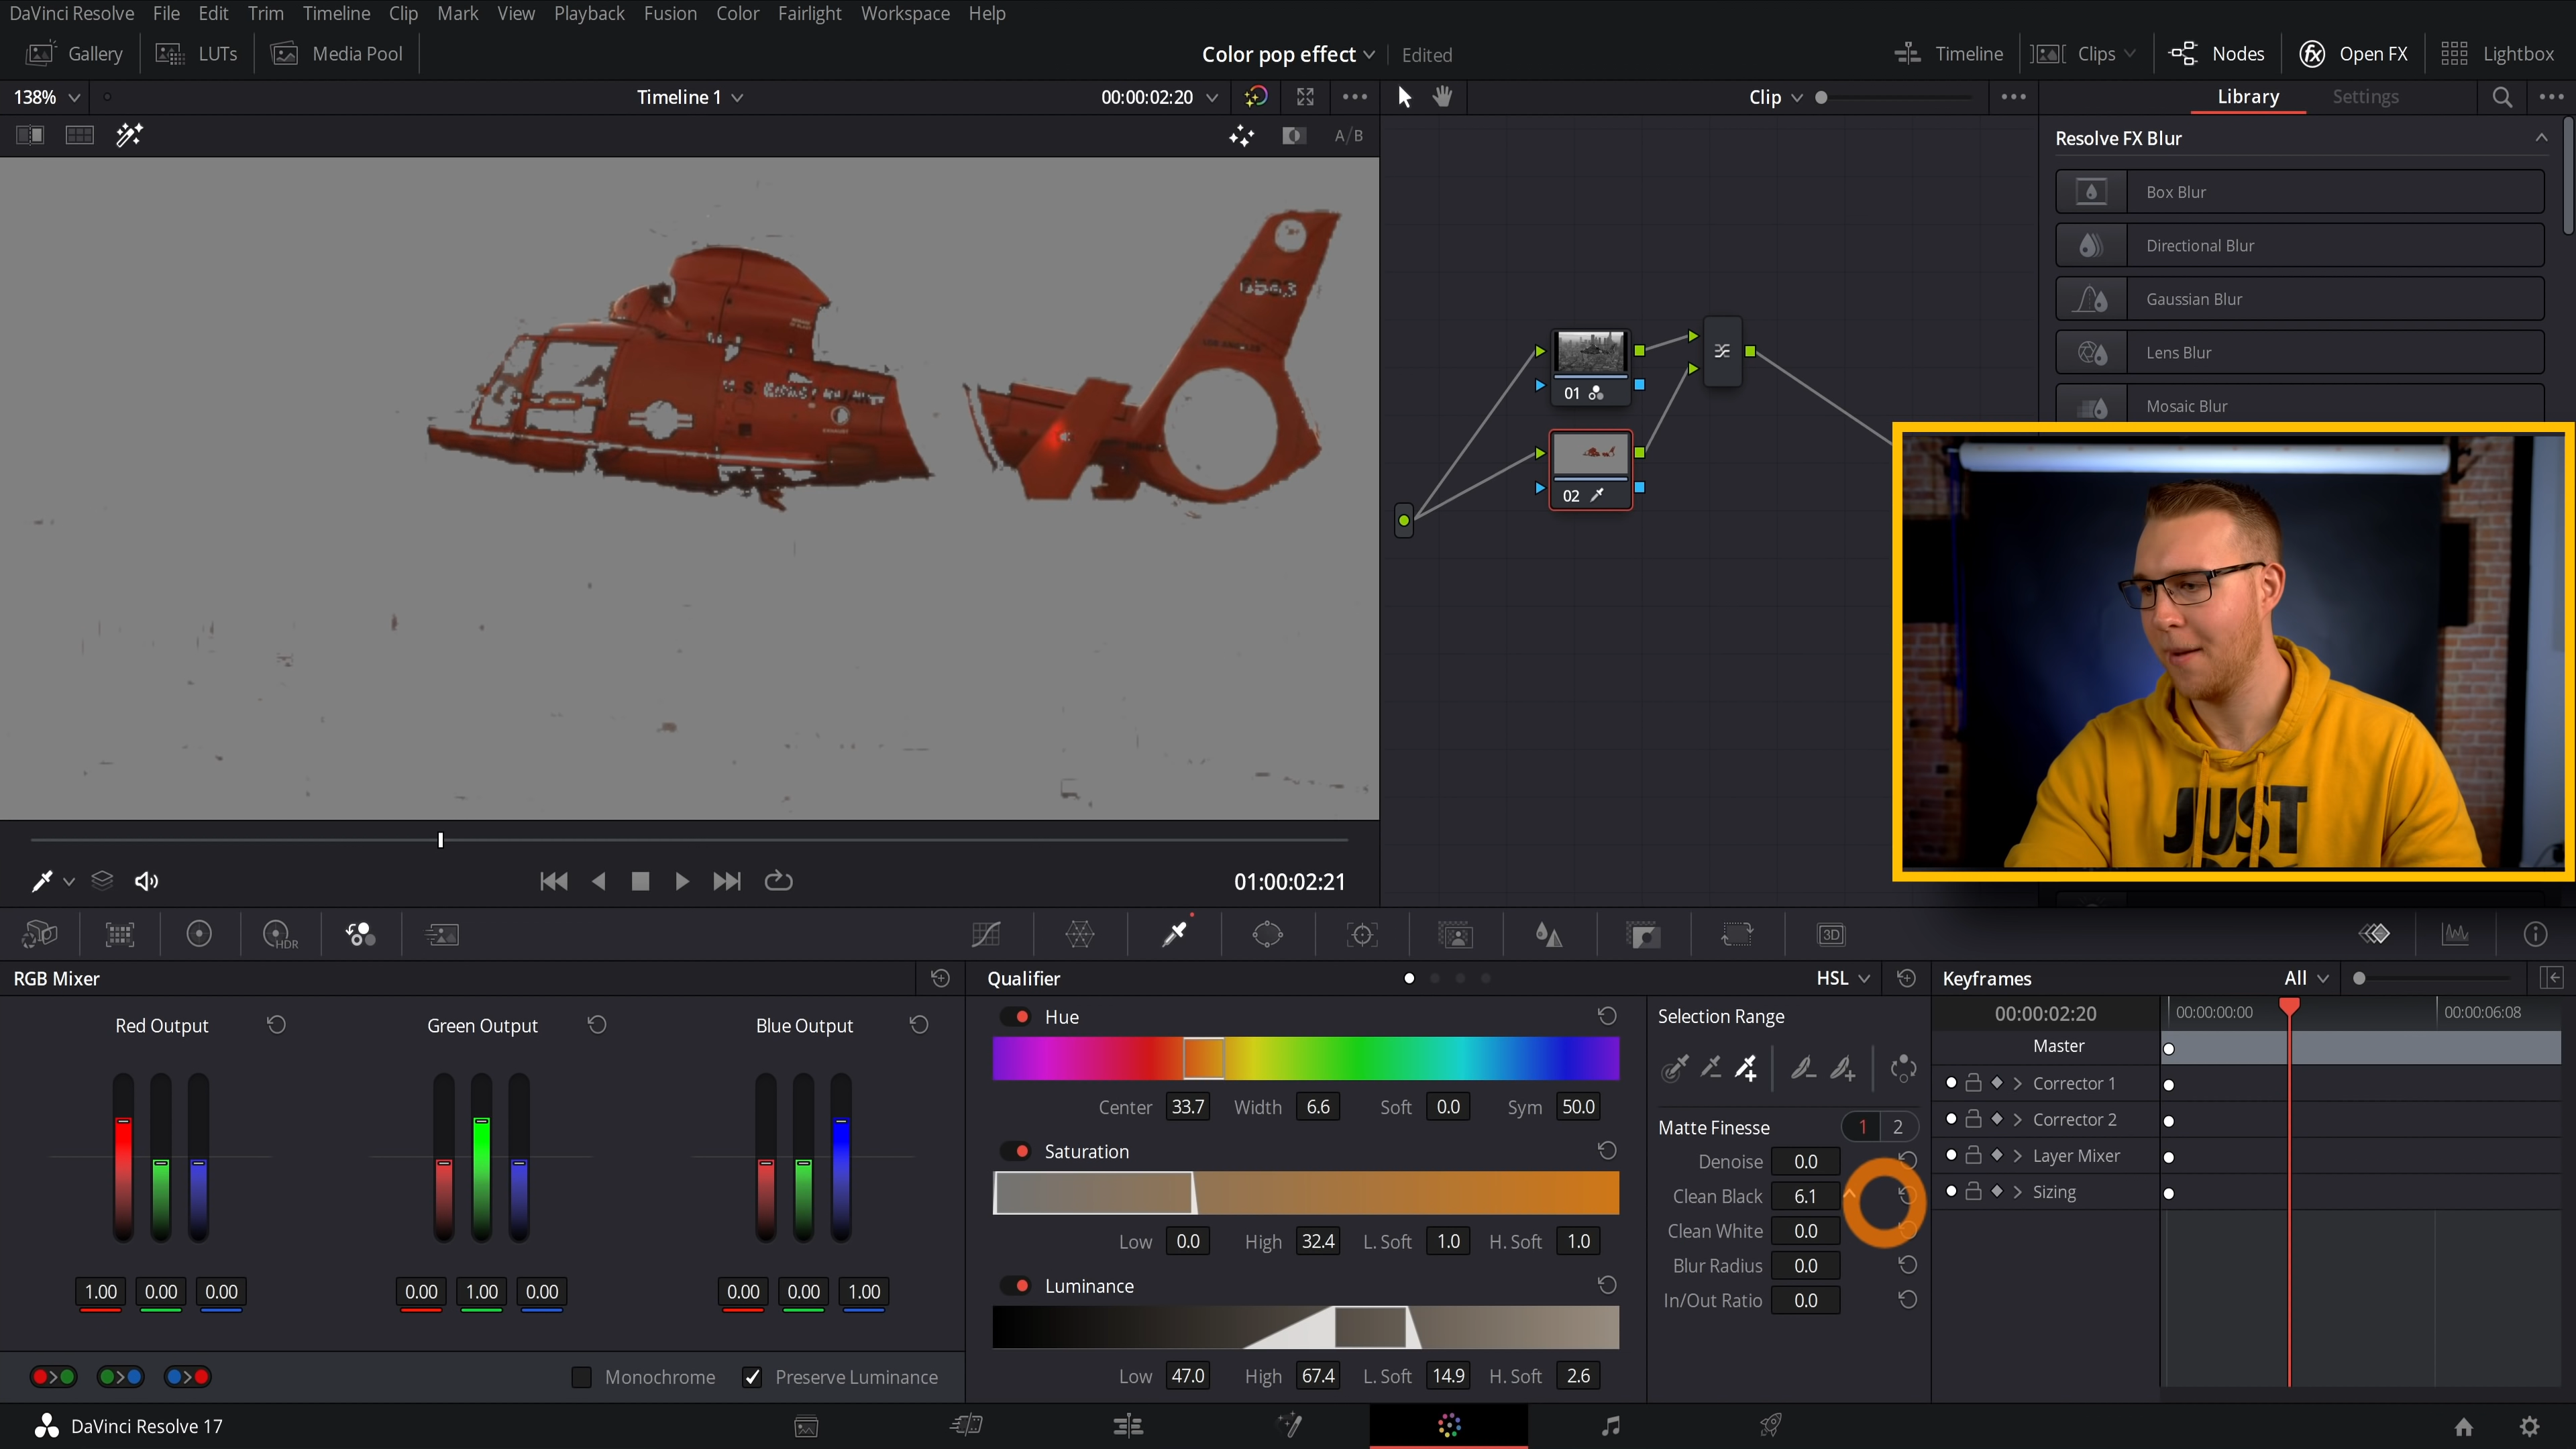 DaVinci Resolve File Edit Trim Timeline Clip Mark View Playback Fusion Color Fairlight Workspace Help
Gallery LUTs Media Pool Color pop effect Edited Timeline Clips Nodes fx Open FX Lightbox
138% Timeline 1 00:00:02:20 Clip Library Settings
A/B
Resolve FX Blur
Box Blur
Directional Blur
Gaussian Blur
Lens Blur
Mosaic Blur
LOS ANGELES
U. S.
01
02
JUST
01:00:02:21
HDR 3D
RGB Mixer Qualifier HSL Keyframes All
Red Output Green Output Blue Output
Hue
Center 33.7 Width 6.6 Soft 0.0 Sym 50.0
Saturation
Low 0.0 High 32.4 L. Soft 1.0 H. Soft 1.0
Luminance
Low 47.0 High 67.4 L. Soft 14.9 H. Soft 2.6
1.00 0.00 0.00 0.00 1.00 0.00 0.00 0.00 1.00
Monochrome Preserve Luminance
Selection Range
Matte Finesse 1 2
Denoise 0.0
Clean Black 6.1
Clean White 0.0
Blur Radius 0.0
In/Out Ratio 0.0
00:00:02:20 00:00:00:00 00:00:06:08
Master
Corrector 1
Corrector 2
Layer Mixer
Sizing
DaVinci Resolve 17